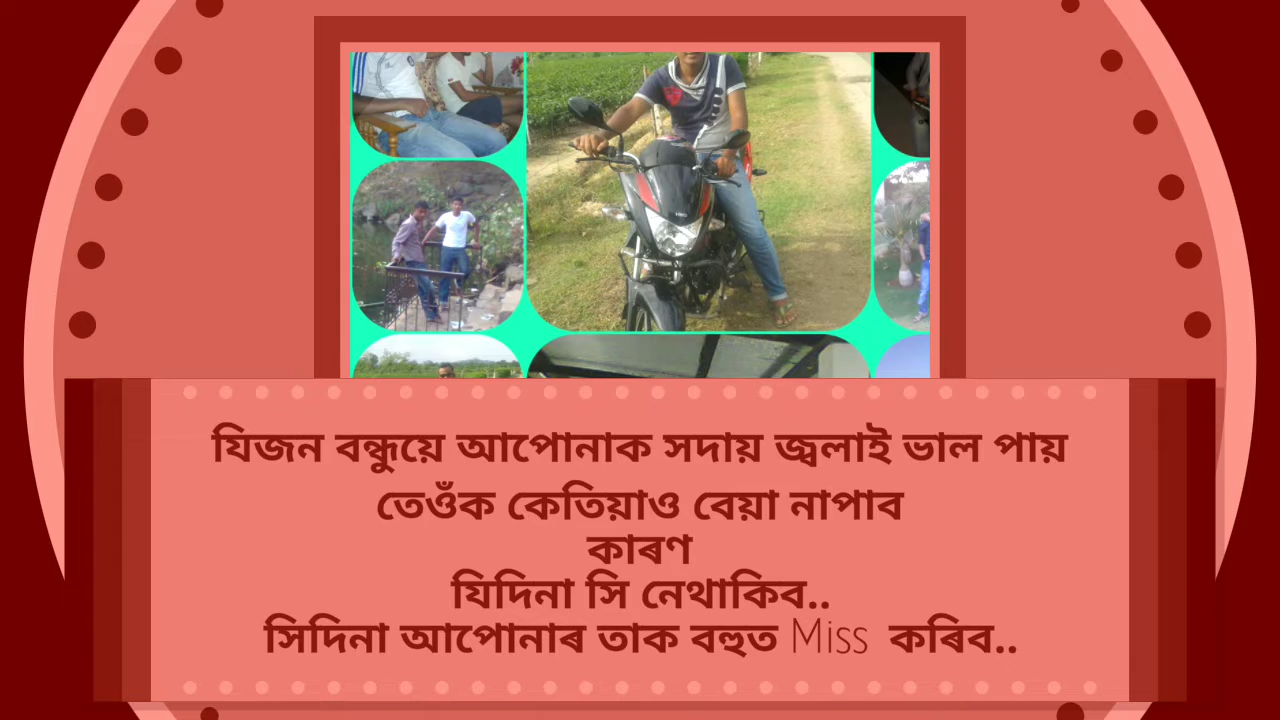 যিজন বন্ধুয়ে আপোনাক সদায় জ্বলাই ভাল পায়
তেওঁক কেতিয়াও বেয়া নাপাব
কাৰণ
যিদিনা সি নেথাকিব..
সিদিনা আপোনাৰ তাক বহুত Miss কৰিব..